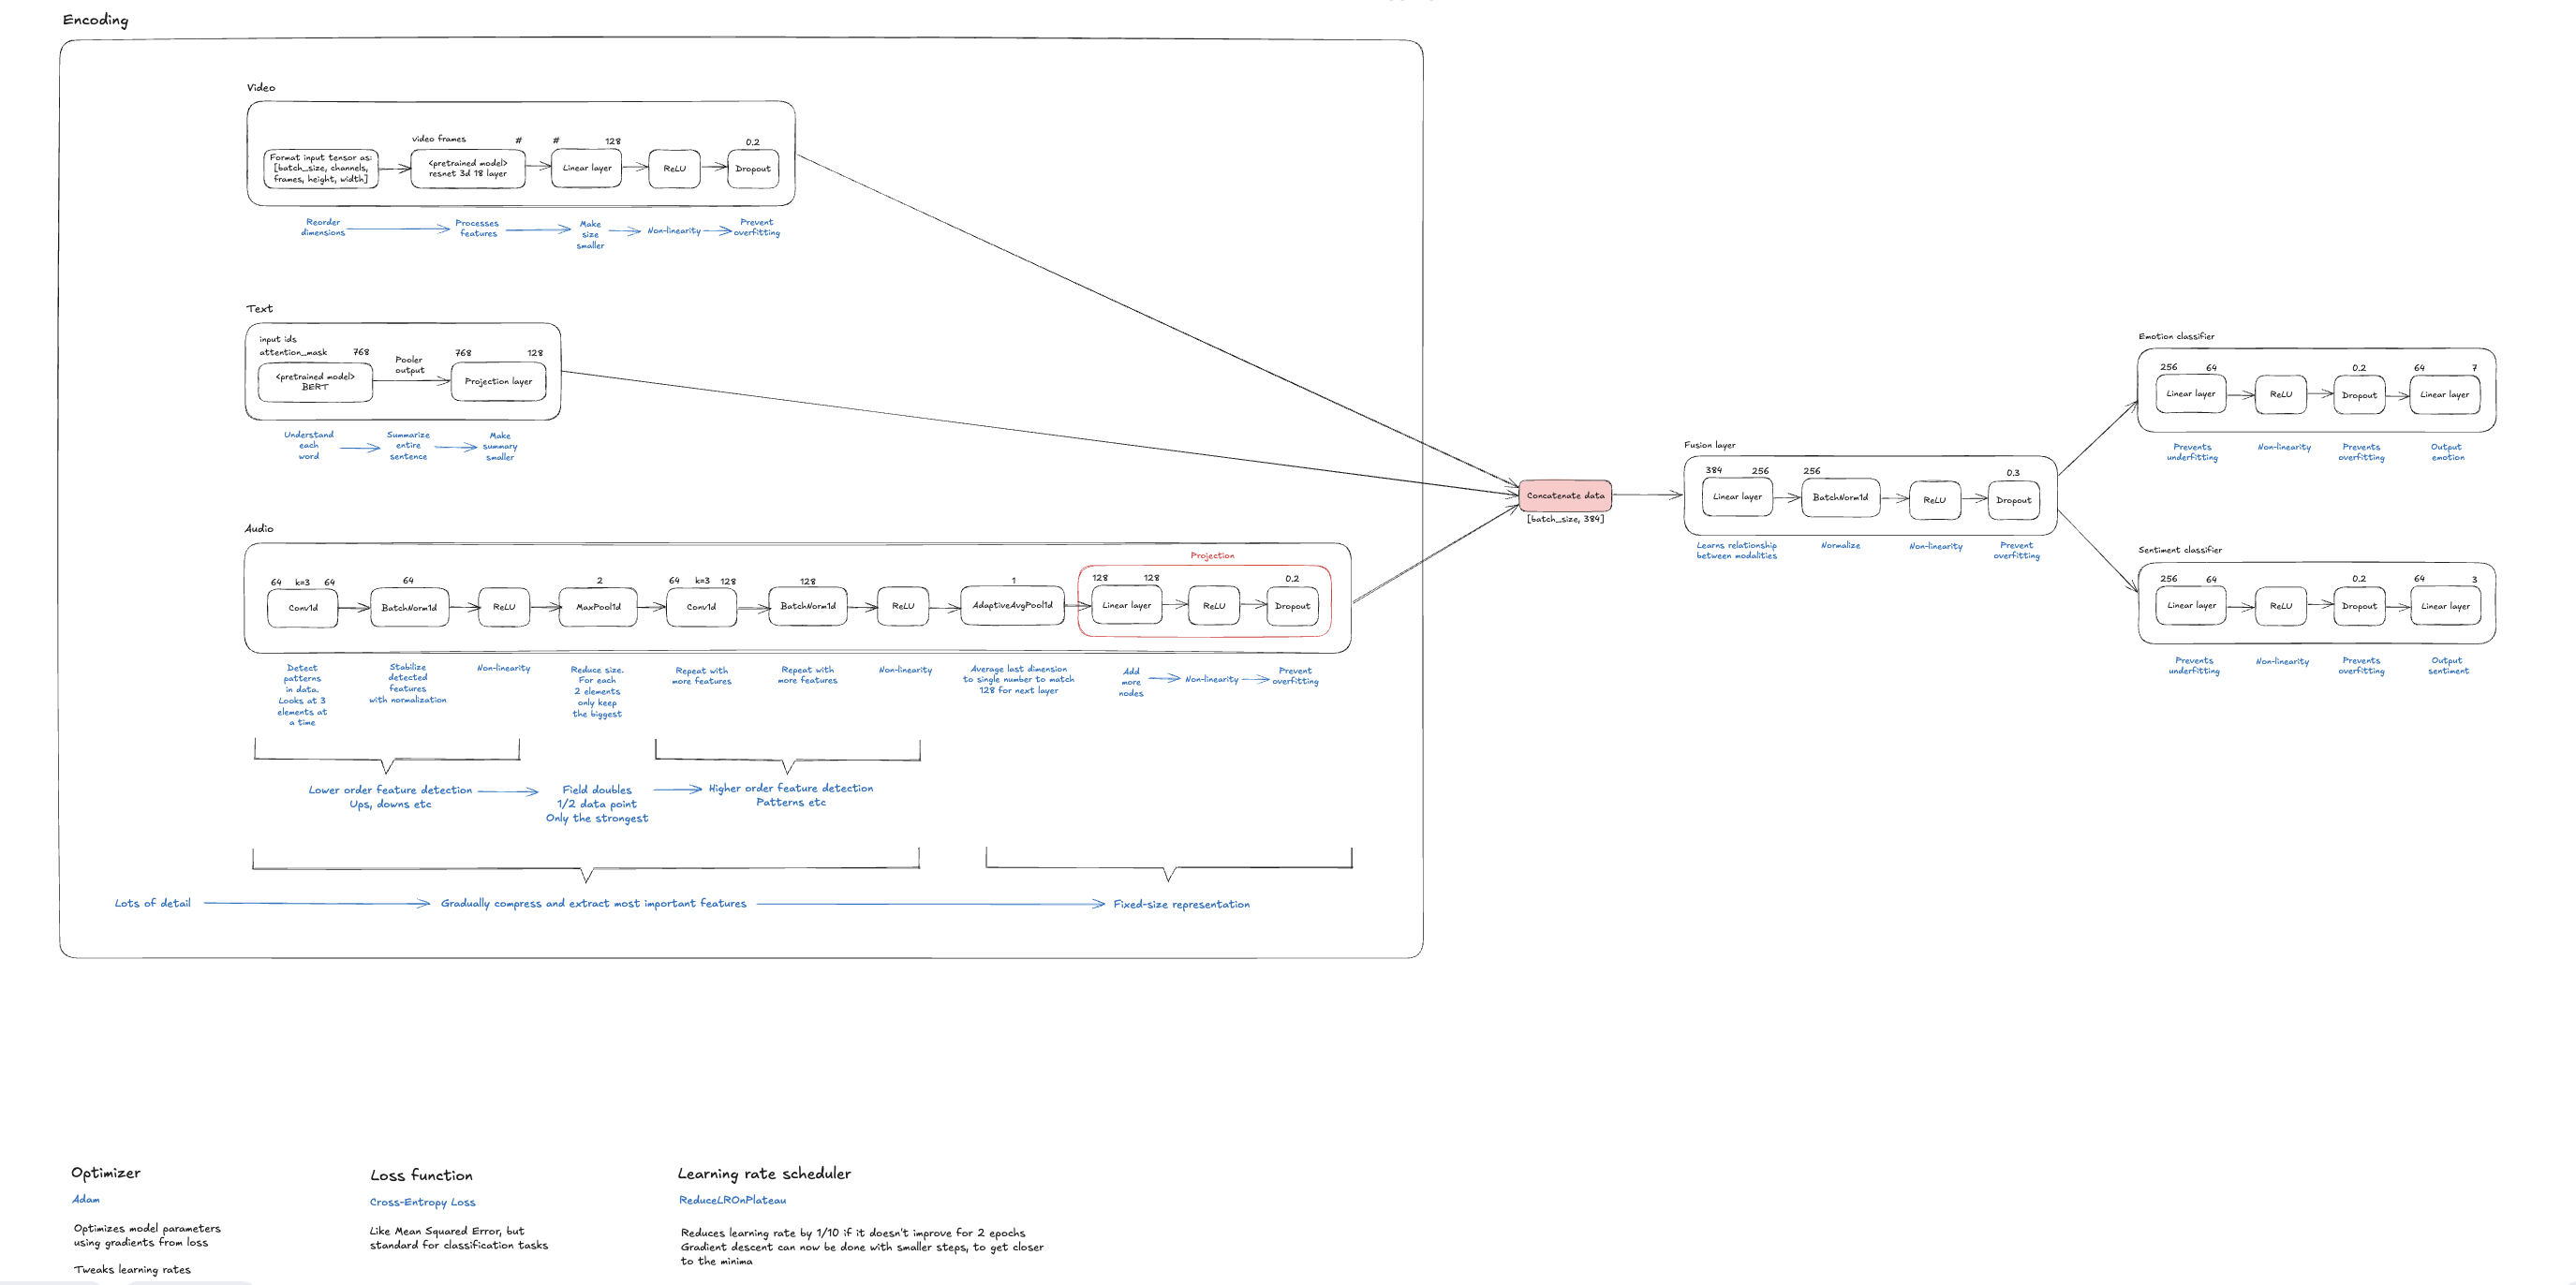 Encoding
Video
video frames
#
#
128
0.2
Format input tensor as:
[batch_size, channels,
frames, height, width]
<pretrained model>
resnet 3d 18 layer
Linear layer
ReLU
Dropout
Reorder
dimensions
Processes
features
Make
size
smaller
Non-linearity
Prevent
overfitting
Text
input ids
attention_mask
768
Pooler
output
768
128
<pretrained model>
BERT
Projection layer
Understand
each
word
Summarize
entire
sentence
Make
summary
smaller
Audio
Projection
64
k=3
64
64
2
64
k=3
128
128
1
128
128
0.2
Conv1d
BatchNorm1d
ReLU
MaxPool1d
Conv1d
BatchNorm1d
ReLU
AdaptiveAvgPool1d
Linear layer
ReLU
Dropout
Detect
patterns
in data.
Looks at 3
elements at
a time
Stabilize
detected
features
with normalization
Non-linearity
Reduce size.
For each
2 elements
only keep
the biggest
Repeat with
more features
Repeat with
more features
Non-linearity
Average last dimension
to single number to match
128 for next layer
Add
more
nodes
Non-linearity
Prevent
overfitting
Lower order feature detection
Ups, downs etc
Field doubles
1/2 data point
Only the strongest
Higher order feature detection
Patterns etc
Lots of detail
Gradually compress and extract most important features
Fixed-size representation
Concatenate data
[batch_size, 384]
Fusion layer
384
256
256
0.3
Linear layer
BatchNorm1d
ReLU
Dropout
Learns relationship
between modalities
Normalize
Non-linearity
Prevent
overfitting
Emotion classifier
256
64
0.2
64
7
Linear layer
ReLU
Dropout
Linear layer
Prevents
underfitting
Non-linearity
Prevents
overfitting
Output
emotion
Sentiment classifier
256
64
0.2
64
3
Linear layer
ReLU
Dropout
Linear layer
Prevents
underfitting
Non-linearity
Prevents
overfitting
Output
sentiment
Optimizer
Adam
Optimizes model parameters
using gradients from loss
Tweaks learning rates
Loss function
Cross-Entropy Loss
Like Mean Squared Error, but
standard for classification tasks
Learning rate scheduler
ReduceLROnPlateau
Reduces learning rate by 1/10 if it doesn't improve for 2 epochs
Gradient descent can now be done with smaller steps, to get closer
to the minima